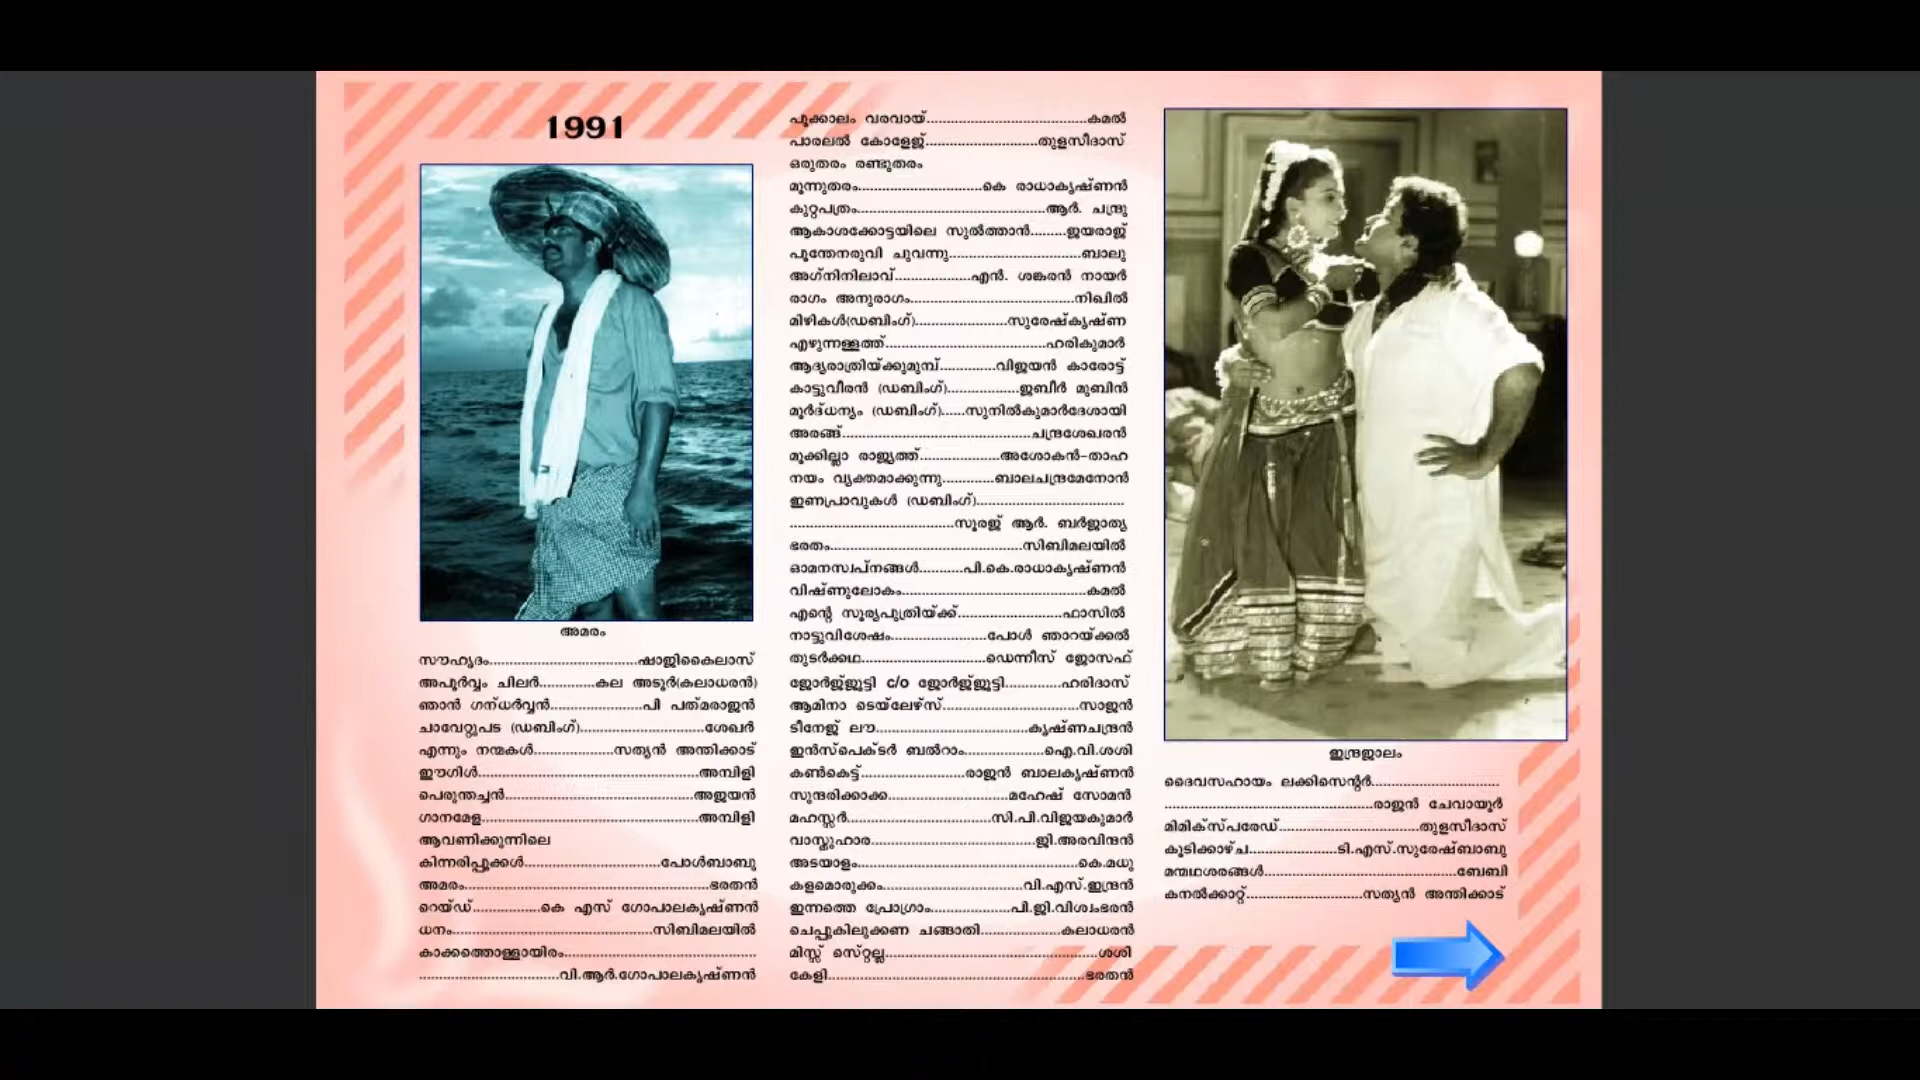 1991
അമരം
സൗഹൃദം..................................ഷാജികൈലാസ്
അപൂർവ്വം ചിലർ.............കല അടൂർ(കലാധരൻ)
ഞാൻ ഗന്ധർവ്വൻ.....................പി പത്മരാജൻ
ചാവേറ്റുപട (ഡബിംഗ്)............................ശേഖർ
എന്നും നന്മകൾ..................സത്യൻ അന്തിക്കാട്
ഈഗിൾ..................................................അമ്പിളി
പെരുന്തച്ചൻ...........................................അജയൻ
ഗാനമേള.................................................അമ്പിളി
ആവണിക്കുന്നിലെ
കിന്നരിപ്പൂക്കൾ...............................പോൾബാബു
അമരം.......................................................ഭരതൻ
റെയ്ഡ്...............കെ എസ് ഗോപാലകൃഷ്ണൻ
ധനം.............................................സിബിമലയിൽ
കാക്കത്തൊള്ളായിരം...........................................
................................വി.ആർ.ഗോപാലകൃഷ്ണൻ
പൂക്കാലം വരവായ്.....................................കമൽ
പാരലൽ കോളേജ്..........................തുളസീദാസ്
ഒരുതരം രണ്ടുതരം
മൂന്നുതരം............................കെ രാധാകൃഷ്ണൻ
കുറ്റപത്രം...........................................ആർ. ചന്ദ്രു
ആകാശക്കോട്ടയിലെ സുൽത്താൻ........ജയരാജ്
പൂന്തേനരുവി ചുവന്നു..............................ബാലു
അഗ്നിനിലാവ്.................എൻ. ശങ്കരൻ നായർ
രാഗം അനുരാഗം......................................നിഖിൽ
മിഴികൾ(ഡബിംഗ്).....................സുരേഷ്കൃഷ്ണ
എഴുന്നള്ളത്ത്.....................................ഹരികുമാർ
ആദ്യരാത്രിയ്ക്കുമുമ്പ്.............വിജയൻ കാരോട്ട്
കാട്ടുവീരൻ (ഡബിംഗ്)................ജബീർ മുബിൻ
മൂർദ്ധന്യം (ഡബിംഗ്)......സുനിൽകുമാർദേശായി
അരങ്ങ്...........................................ചന്ദ്രശേഖരൻ
മൂക്കില്ലാ രാജ്യത്ത്..................അശോകൻ-താഹ
നയം വ്യക്തമാക്കുന്നു............ബാലചന്ദ്രമേനോൻ
ഇണപ്രാവുകൾ (ഡബിംഗ്)..................................
......................................സൂരജ് ആർ. ബർജാത്യ
ഭരതം............................................സിബിമലയിൽ
ഓമനസ്വപ്നങ്ങൾ..........പി.കെ.രാധാകൃഷ്ണൻ
വിഷ്ണുലോകം...........................................കമൽ
എന്റെ സൂര്യപുത്രിയ്ക്ക്........................ഫാസിൽ
നാട്ടുവിശേഷം......................പോൾ ഞാറയ്ക്കൽ
തുടർക്കഥ............................ഡെന്നീസ് ജോസഫ്
ജോർജ്ജൂട്ടി c/o ജോർജ്ജൂട്ടി.............ഹരിദാസ്
ആമിനാ ടെയ്ലേഴ്സ്...............................സാജൻ
ടീനേജ് ലൗ...................................കൃഷ്ണചന്ദ്രൻ
ഇൻസ്പെക്ടർ ബൽറാം...................ഐ.വി.ശശി
കൺകെട്ട്........................രാജൻ ബാലകൃഷ്ണൻ
സുന്ദരിക്കാക്ക............................മഹേഷ് സോമൻ
മഹസ്സർ.................................സി.പി.വിജയകുമാർ
വാസ്തുഹാര......................................ജി.അരവിന്ദൻ
അടയാളം...................................................കെ.മധു
കളമൊരുക്കം................................വി.എസ്.ഇന്ദ്രൻ
ഇന്നത്തെ പ്രോഗ്രാം..................പി.ജി.വിശ്വംഭരൻ
ചെപ്പുകിലുക്കണ ചങ്ങാതി...................കലാധരൻ
മിസ്സ് സ്റ്റെല്ല.................................................ശശി
കേളി...........................................................ഭരതൻ
ഇന്ദ്രജാലം
ദൈവസഹായം ലക്കിസെന്റർ..............................
................................................രാജൻ ചേവായൂർ
മിമിക്സ്പരേഡ്................................തുളസീദാസ്
കൂടിക്കാഴ്ച....................ടി.എസ്.സുരേഷ്ബാബു
മന്മഥശരങ്ങൾ............................................ബേബി
കനൽക്കാറ്റ്...........................സത്യൻ അന്തിക്കാട്